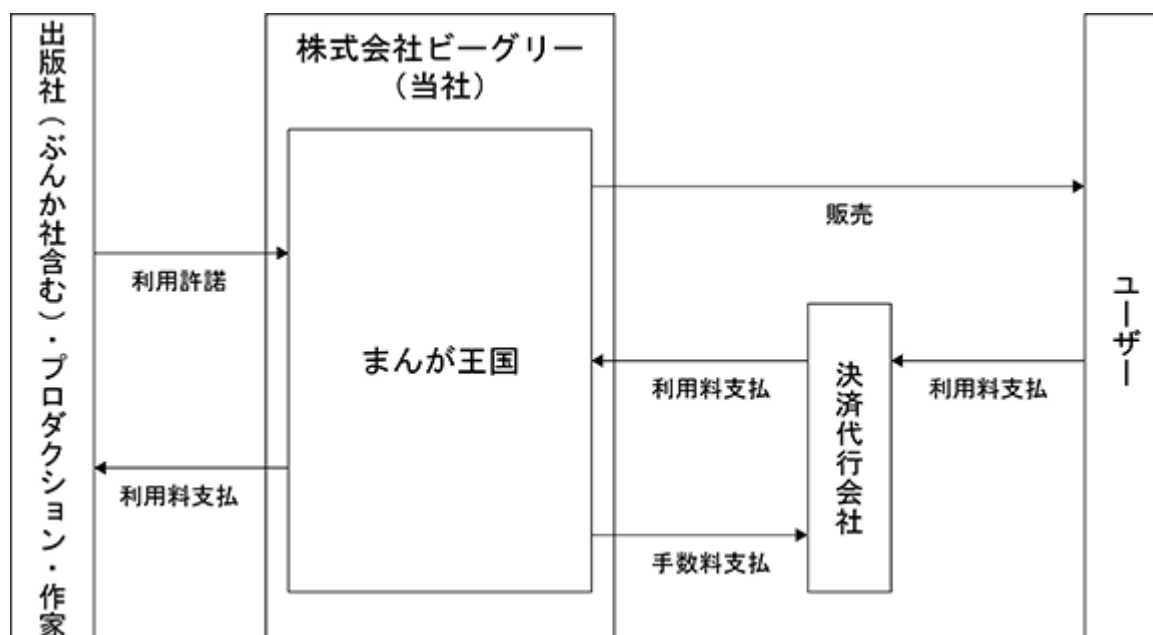 出版社（ぶんか社含む）・プロダクション・作家
株式会社ビーグリー
（当社）
まんが王国
利用許諾
利用料支払
販売
利用料支払
手数料支払
決済代行会社
利用料支払
ユーザー